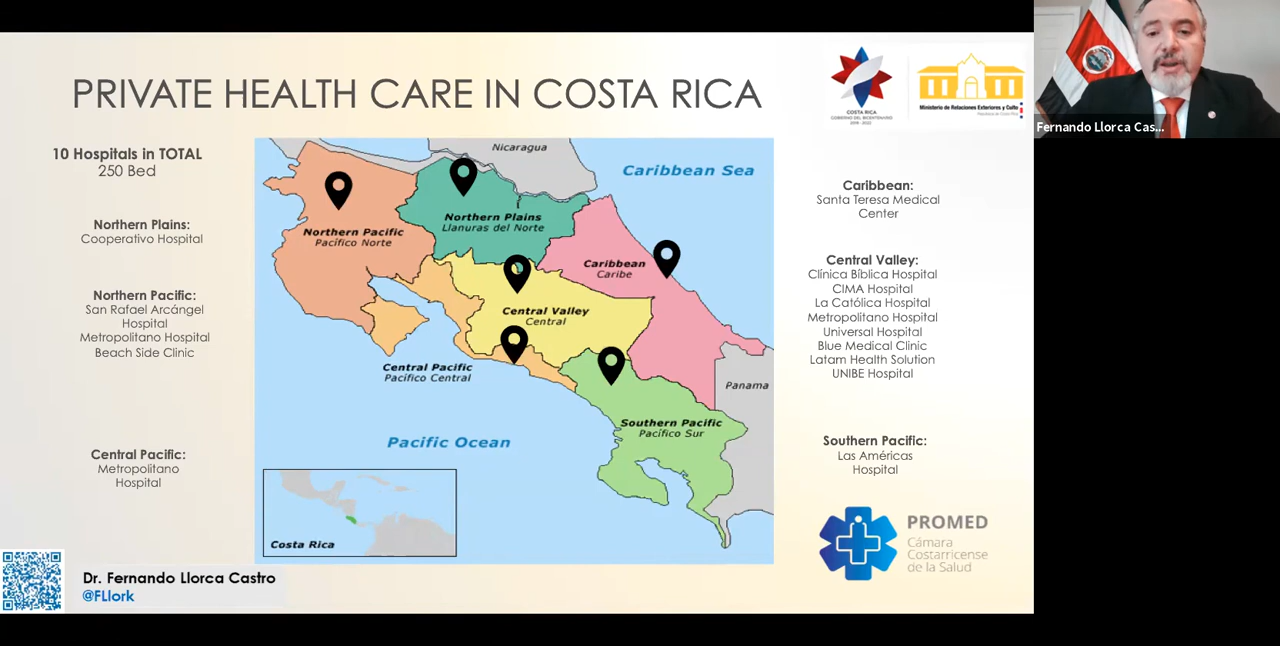 PRIVATE HEALTH CARE IN COSTA RICA
COSTA RICA
GOBIERNO DEL BICENTENARIO
Ministerio de Relaciones Exteriores y Culto
Fernando Llorca Cas...
10 Hospitals in TOTAL
250 Bed
Northern Plains:
Cooperativo Hospital
Northern Pacific:
San Rafael Arcángel
Hospital
Metropolitano Hospital
Beach Side Clinic
Central Pacific:
Metropolitano
Hospital
Nicaragua
Caribbean Sea
Northern Plains
Llanuras del Norte
Northern Pacific
Pacífico Norte
Caribbean
Caribe
Central Valley
Central
Central Pacific
Pacífico Central
Panama
Southern Pacific
Pacífico Sur
Pacific Ocean
Costa Rica
Caribbean:
Santa Teresa Medical
Center
Central Valley:
Clínica Bíblica Hospital
CIMA Hospital
La Católica Hospital
Metropolitano Hospital
Universal Hospital
Blue Medical Clinic
Latam Health Solution
UNIBE Hospital
Southern Pacific:
Las Américas
Hospital
PROMED
Cámara
Costarricense
de la Salud
Dr. Fernando Llorca Castro
@FLlork